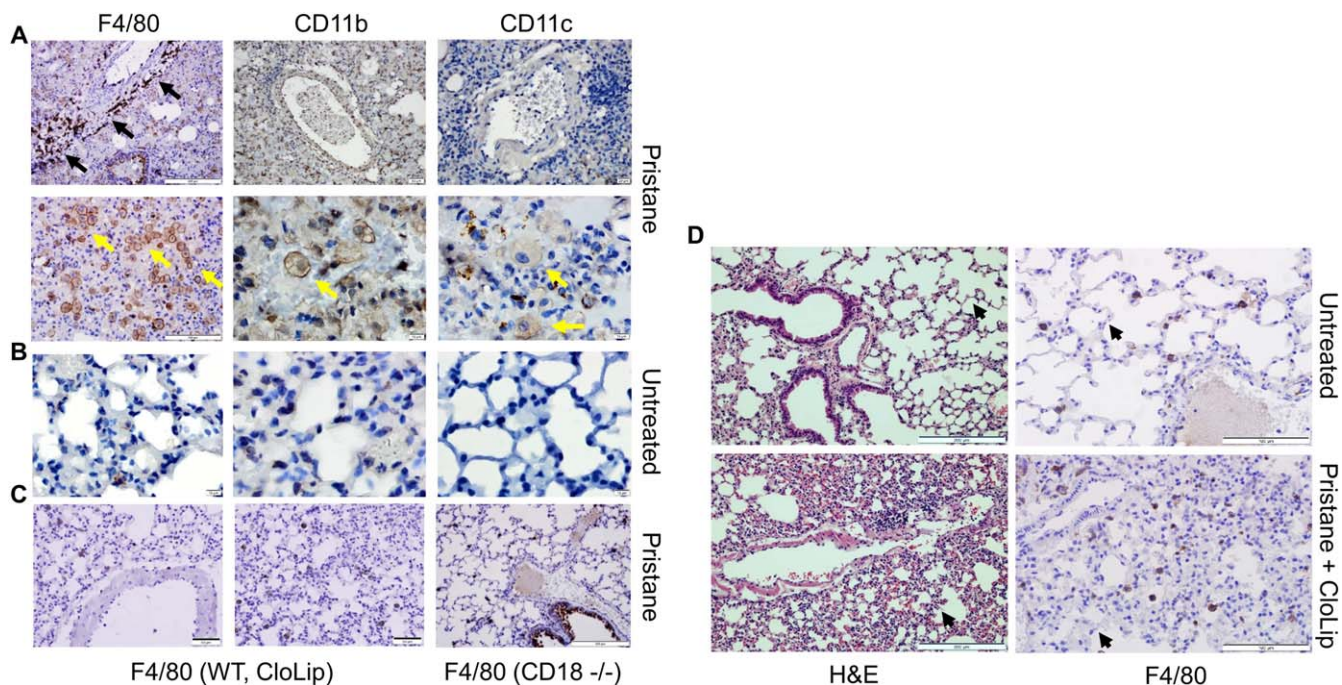 F4/80 CD11b CD11c
A
Pristane
B
Untreated
C
Pristane
F4/80 (WT, CloLip) F4/80 (CD18 -/-)
D
Untreated
Pristane + CloLip
H&E F4/80